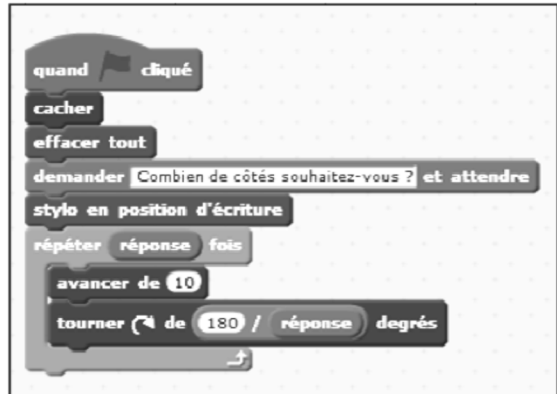 quand cliqué
cacher
effacer tout
demander Combien de côtés souhaitez-vous ? et attendre
stylo en position d'écriture
répéter réponse fois
avancer de 10
tourner de 180 / réponse degrés